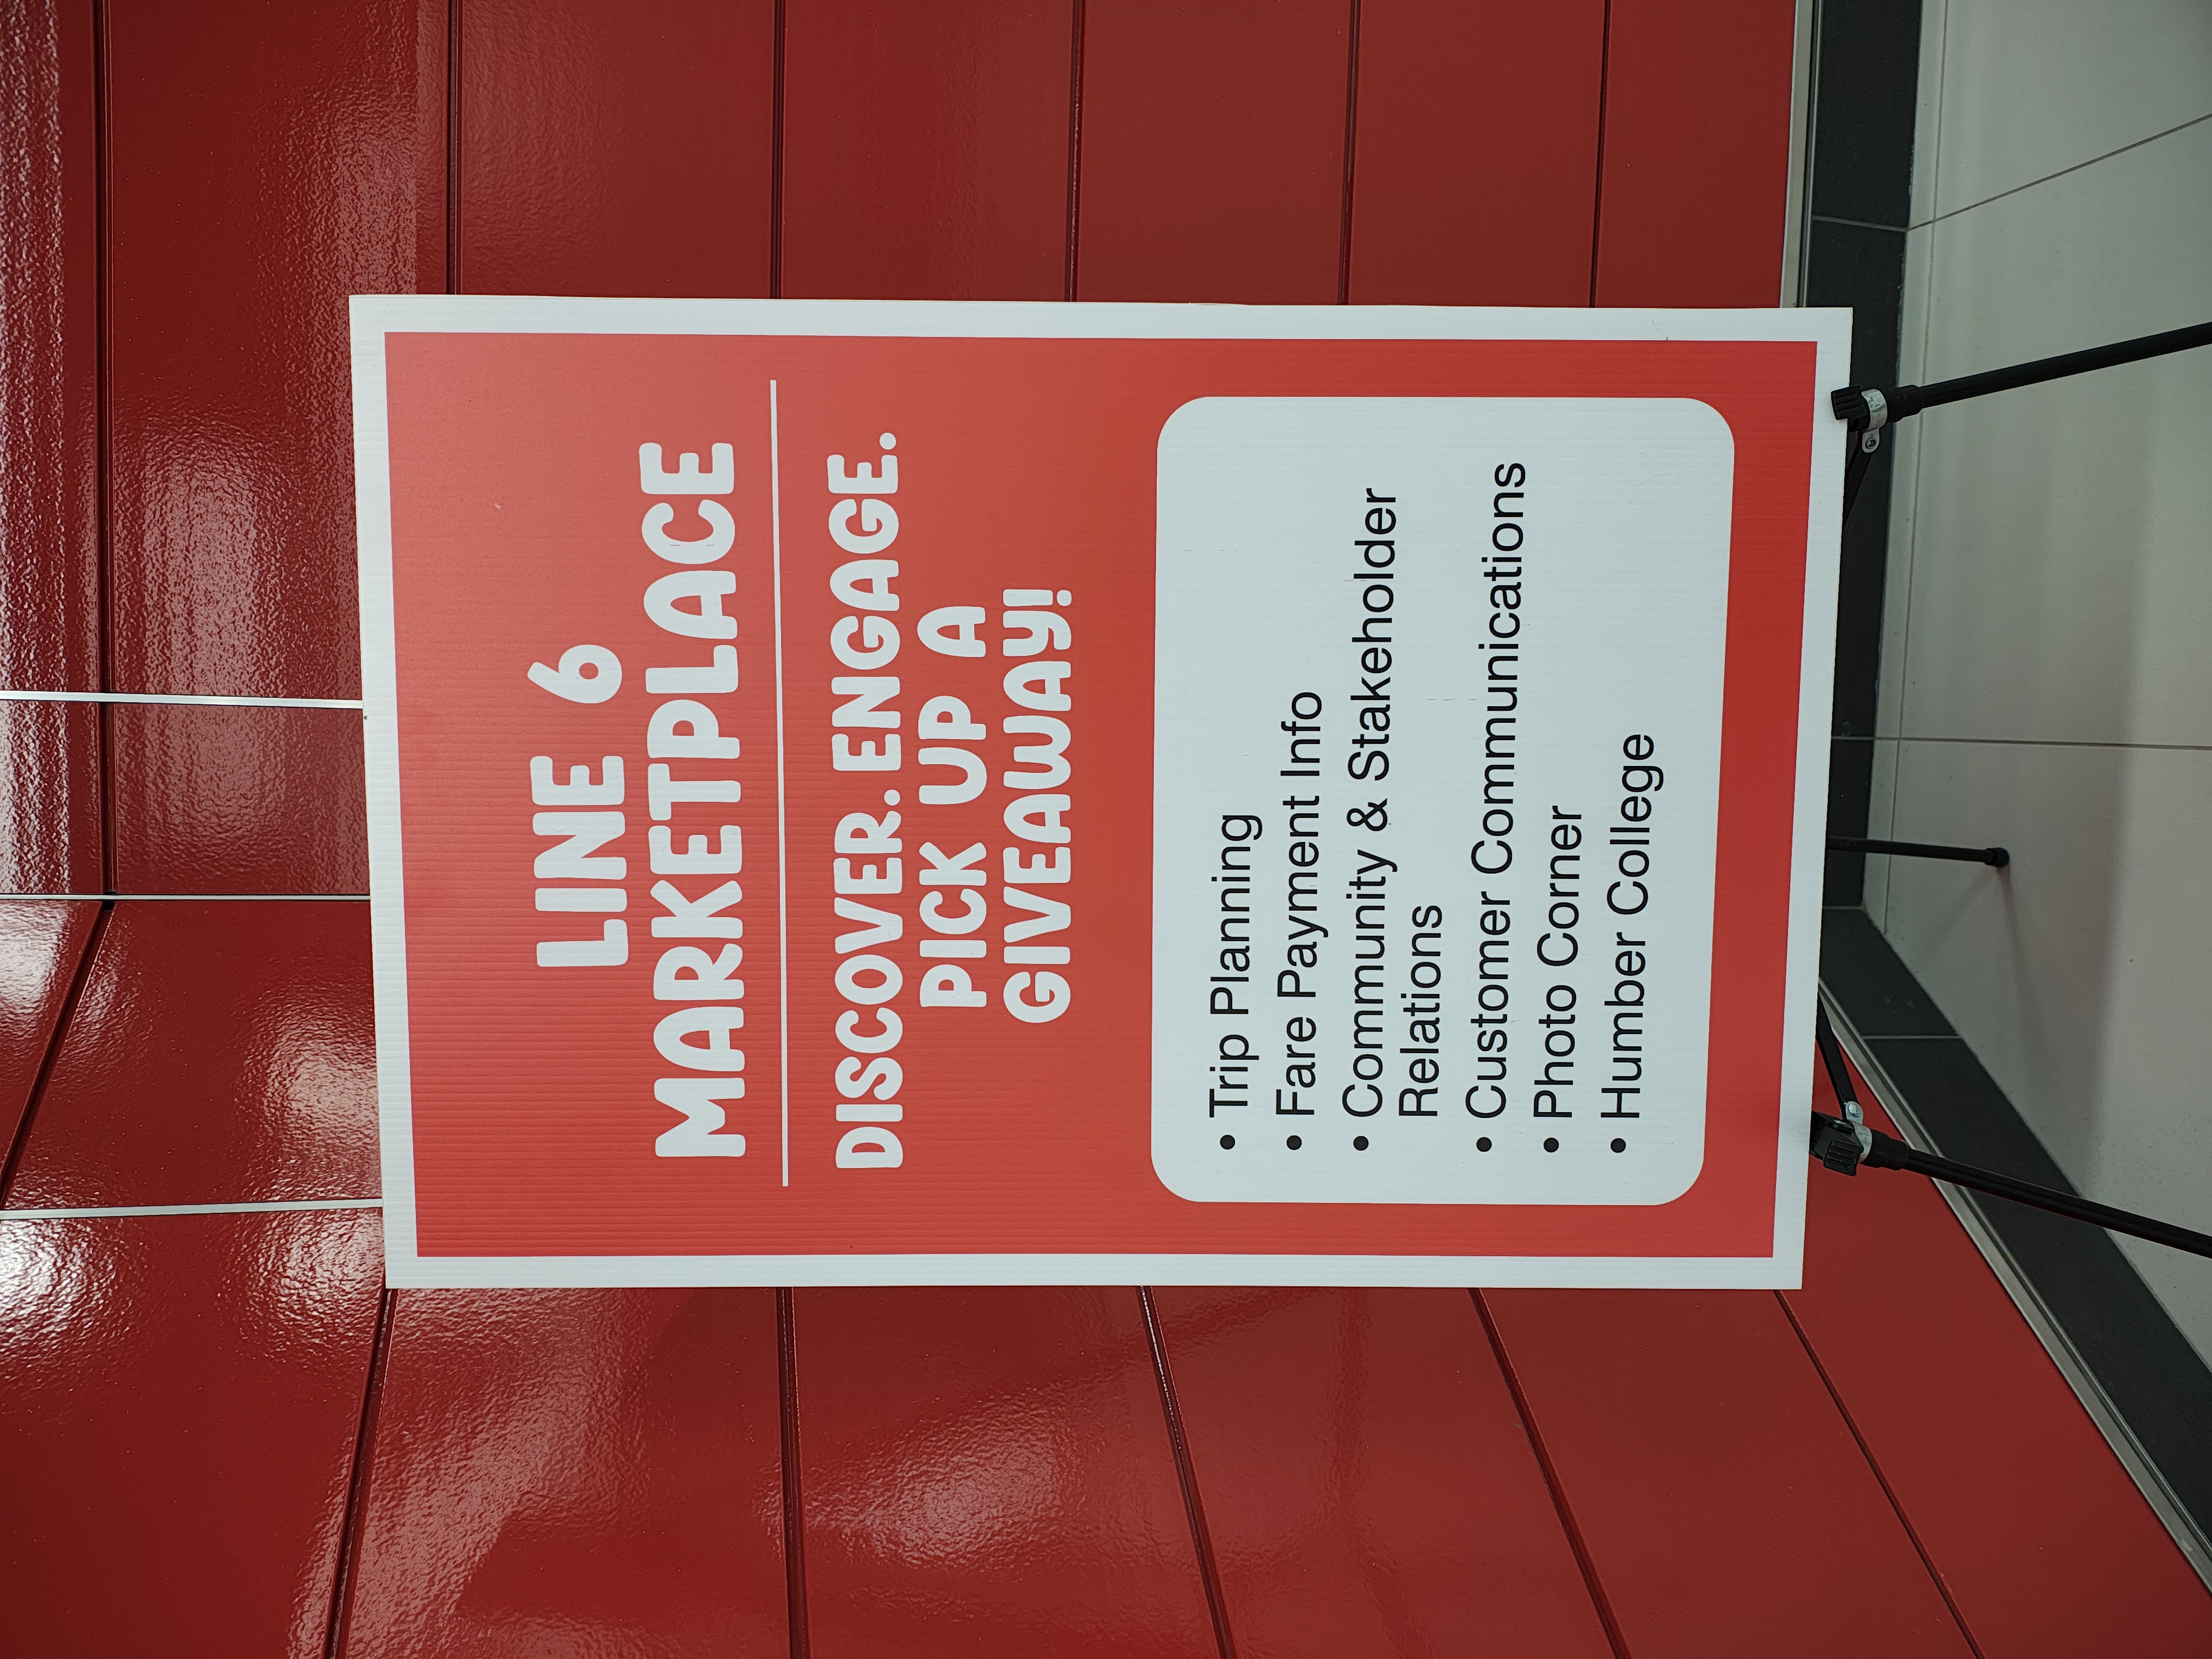 LINE 6
MARKETPLACE
DISCOVER. ENGAGE.
PICK UP A
GIVEAWAY!
• Trip Planning
• Fare Payment Info
• Community & Stakeholder
Relations
• Customer Communications
• Photo Corner
• Humber College